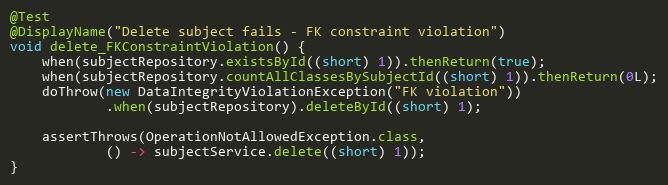 @Test
@DisplayName("Delete subject fails - FK constraint violation")
void delete_FKConstraintViolation() {
    when(subjectRepository.existsById((short) 1)).thenReturn(true);
    when(subjectRepository.countAllClassesBySubjectId((short) 1)).thenReturn(0L);
    doThrow(new DataIntegrityViolationException("FK violation"))
            .when(subjectRepository).deleteById((short) 1);

    assertThrows(OperationNotAllowedException.class,
            () -> subjectService.delete((short) 1));
}